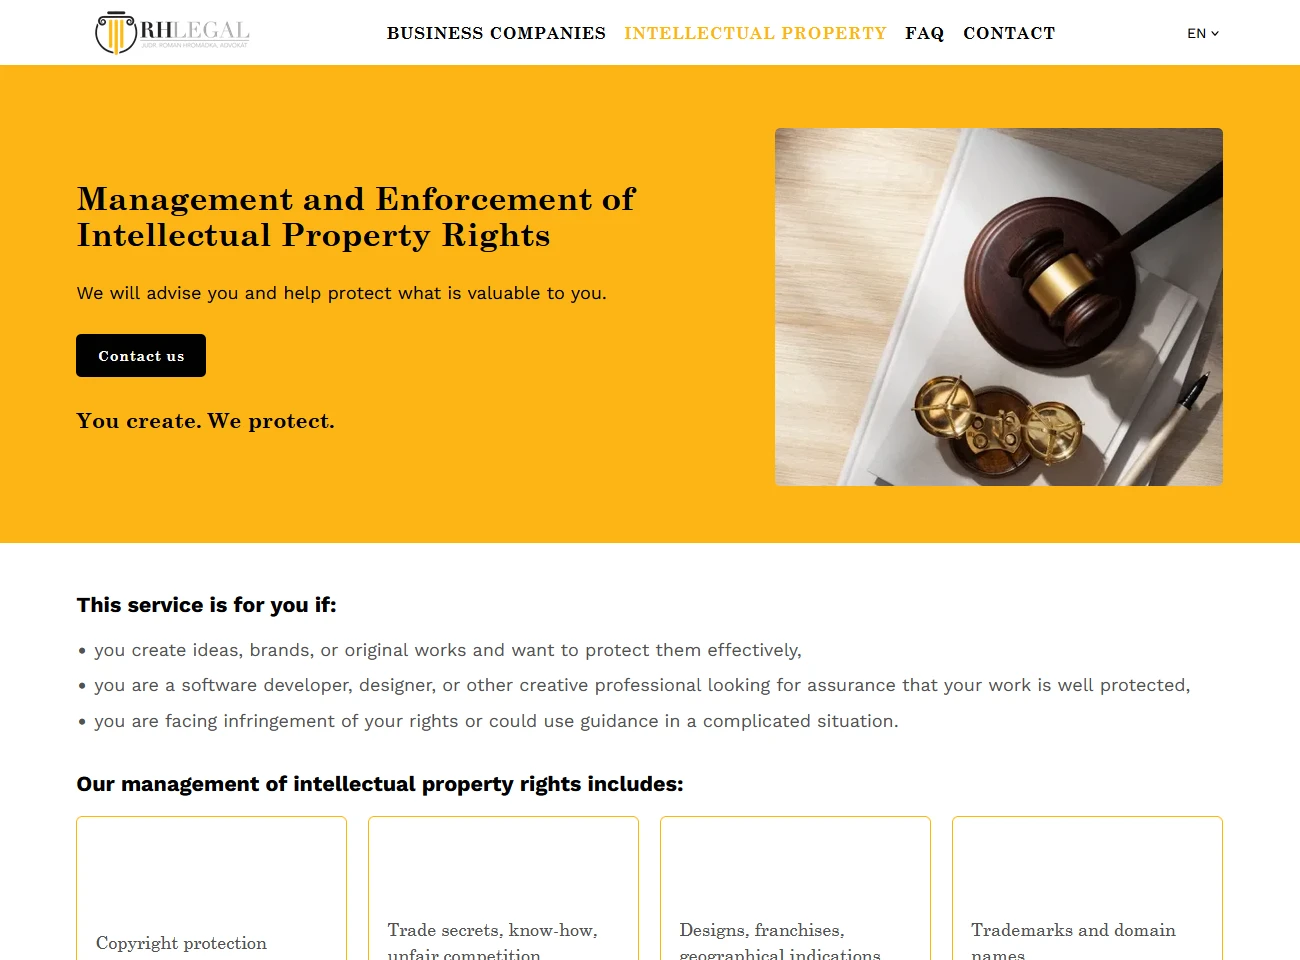 RHLEGAL
JUDR. ROMAN HROMÁDKA, ADVOKÁT
BUSINESS COMPANIES
INTELLECTUAL PROPERTY
FAQ
CONTACT
EN
Management and Enforcement of
Intellectual Property Rights
We will advise you and help protect what is valuable to you.
Contact us
You create. We protect.
This service is for you if:
• you create ideas, brands, or original works and want to protect them effectively,
• you are a software developer, designer, or other creative professional looking for assurance that your work is well protected,
• you are facing infringement of your rights or could use guidance in a complicated situation.
Our management of intellectual property rights includes:
Copyright protection
Trade secrets, know-how,
unfair competition
Designs, franchises,
geographical indications
Trademarks and domain
names